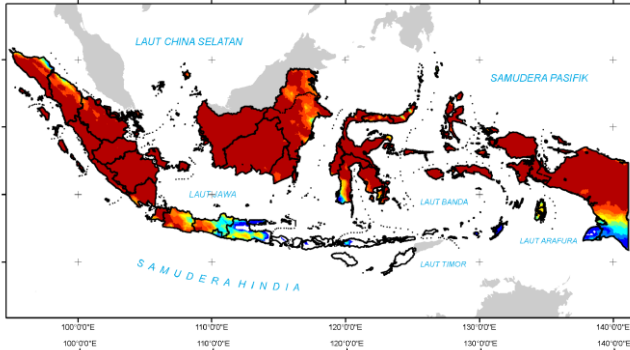 LAUT CHINA SELATAN
SAMUDERA PASIFIK
LAUT JAWA
LAUT BANDA
LAUT ARAFURA
LAUT TIMOR
SAMUDERA HINDIA
100°0'0"E 110°0'0"E 120°0'0"E 130°0'0"E 140°0'0"E
100°0'0"E 110°0'0"E 120°0'0"E 130°0'0"E 140°0'0"E